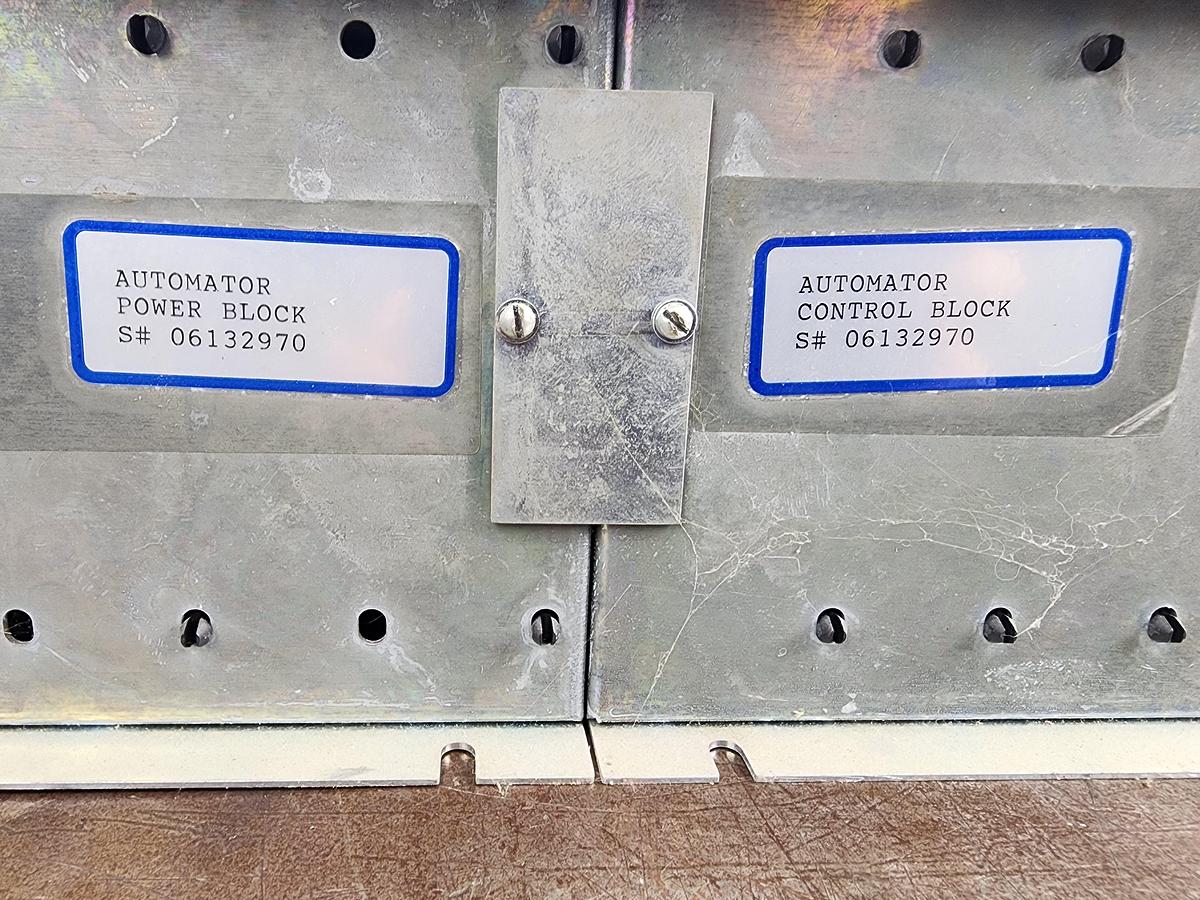 AUTOMATOR
POWER BLOCK
S# 06132970
AUTOMATOR
CONTROL BLOCK
S# 06132970